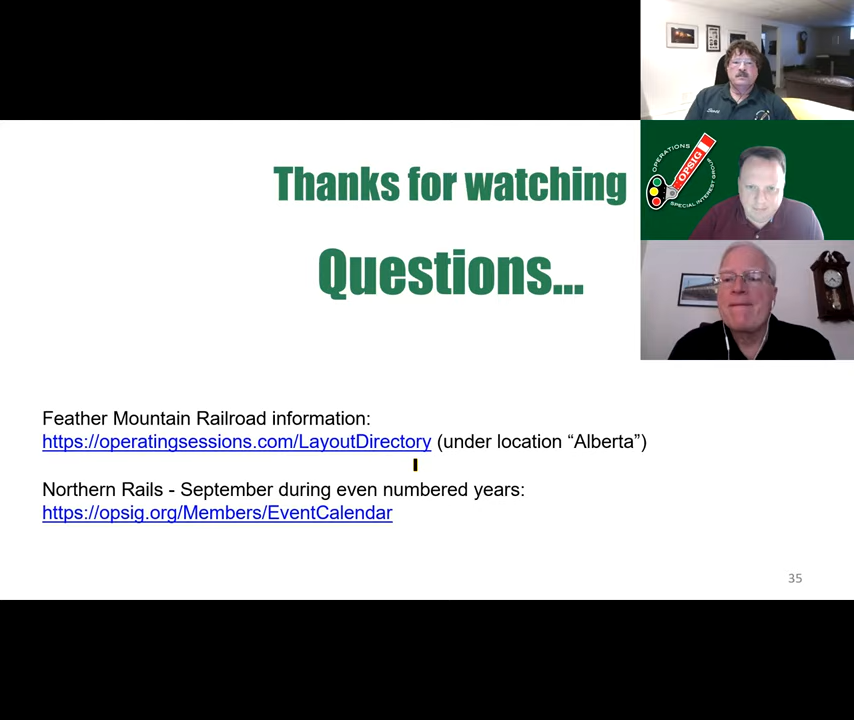 Thanks for watching
Questions...
OPERATIONS
OPSIG
SPECIAL INTEREST GROUP
Feather Mountain Railroad information:
https://operatingsessions.com/LayoutDirectory (under location “Alberta”)
Northern Rails - September during even numbered years:
https://opsig.org/Members/EventCalendar
35